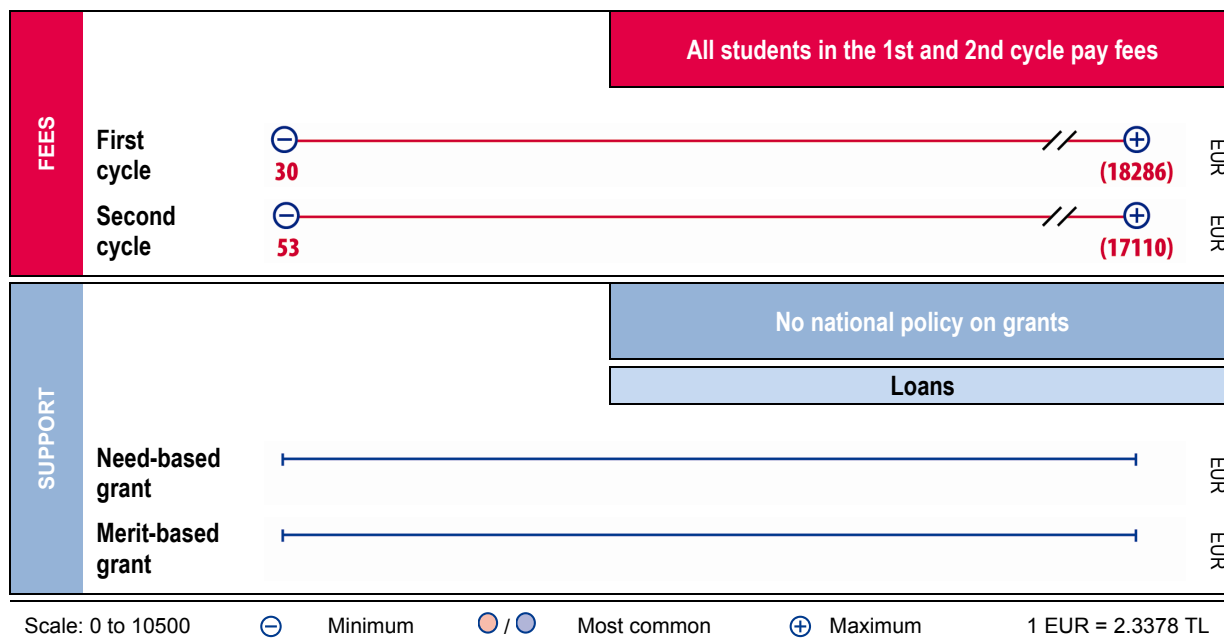 All students in the 1st and 2nd cycle pay fees
FEES
First
cycle
30
(18286)
EUR
Second
cycle
53
(17110)
EUR
No national policy on grants
Loans
SUPPORT
Need-based
grant
EUR
Merit-based
grant
EUR
Scale: 0 to 10500 Minimum / Most common Maximum 1 EUR = 2.3378 TL